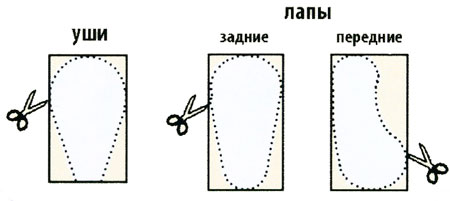 лапы
уши
задние
передние